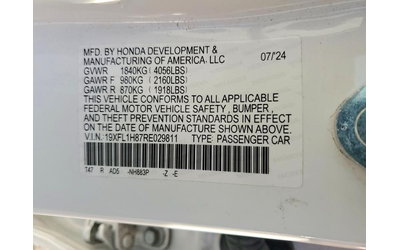 MFD. BY HONDA DEVELOPMENT &
MANUFACTURING OF AMERICA, LLC 07/24
GVWR 1840KG (4056LBS)
GAWR F 980KG (2160LBS)
GAWR R 870KG (1918LBS)
THIS VEHICLE CONFORMS TO ALL APPLICABLE
FEDERAL MOTOR VEHICLE SAFETY , BUMPER ,
AND THEFT PREVENTION STANDARDS IN EFFECT
ON THE DATE OF MANUFACTURE SHOWN ABOVE.
V.I.N. 19XFL1H87RE029811 TYPE: PASSENGER CAR
T47 R AD5 -NH883P -Z -E